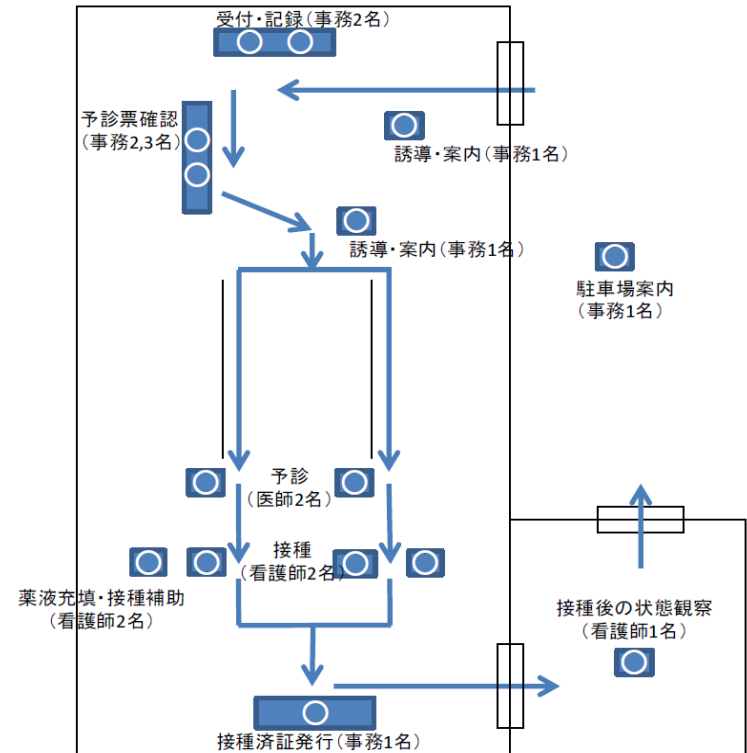 受付・記録(事務2名)
予診票確認
(事務2,3名)
誘導・案内(事務1名)
誘導・案内(事務1名)
駐車場案内
(事務1名)
予診
(医師2名)
接種
(看護師2名)
薬液充填・接種補助
(看護師2名)
接種後の状態観察
(看護師1名)
接種済証発行(事務1名)